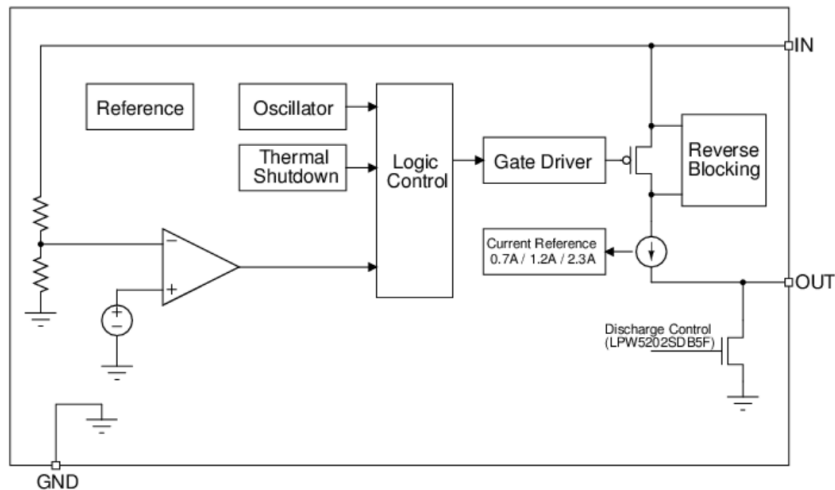 IN
Reference
Oscillator
Thermal
Shutdown
Logic
Control
Gate Driver
Reverse
Blocking
Current Reference
0.7A / 1.2A / 2.3A
−
+
+
−
OUT
Discharge Control
(LPW5202SDB5F)
GND